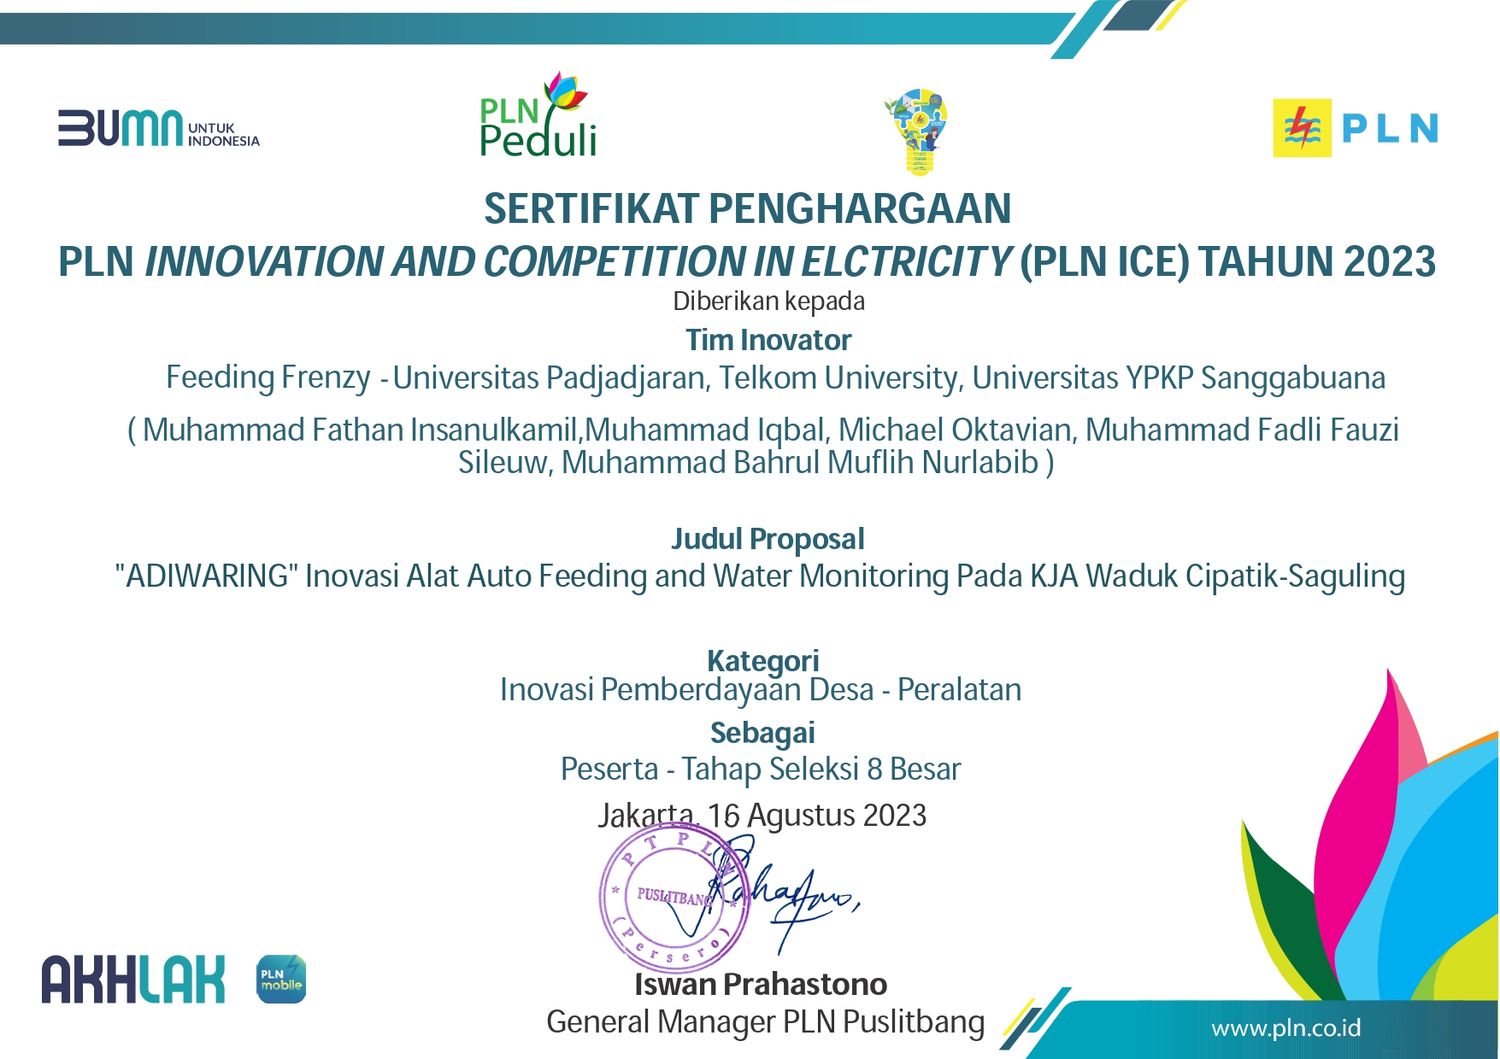 BUMN UNTUK INDONESIA
PLN Peduli
PLN
SERTIFIKAT PENGHARGAAN
PLN INNOVATION AND COMPETITION IN ELCTRICITY (PLN ICE) TAHUN 2023
Diberikan kepada
Tim Inovator
Feeding Frenzy - Universitas Padjadjaran, Telkom University, Universitas YPKP Sanggabuana
( Muhammad Fathan Insanulkamil,Muhammad Iqbal, Michael Oktavian, Muhammad Fadli Fauzi
Sileuw, Muhammad Bahrul Muflih Nurlabib )
Judul Proposal
"ADIWARING" Inovasi Alat Auto Feeding and Water Monitoring Pada KJA Waduk Cipatik-Saguling
Kategori
Inovasi Pemberdayaan Desa - Peralatan
Sebagai
Peserta - Tahap Seleksi 8 Besar
Jakarta, 16 Agustus 2023
PT PLN
PUSLITBANG
(Persero)
Iswan Prahastono
General Manager PLN Puslitbang
AKHLAK
PLN
mobile
www.pln.co.id